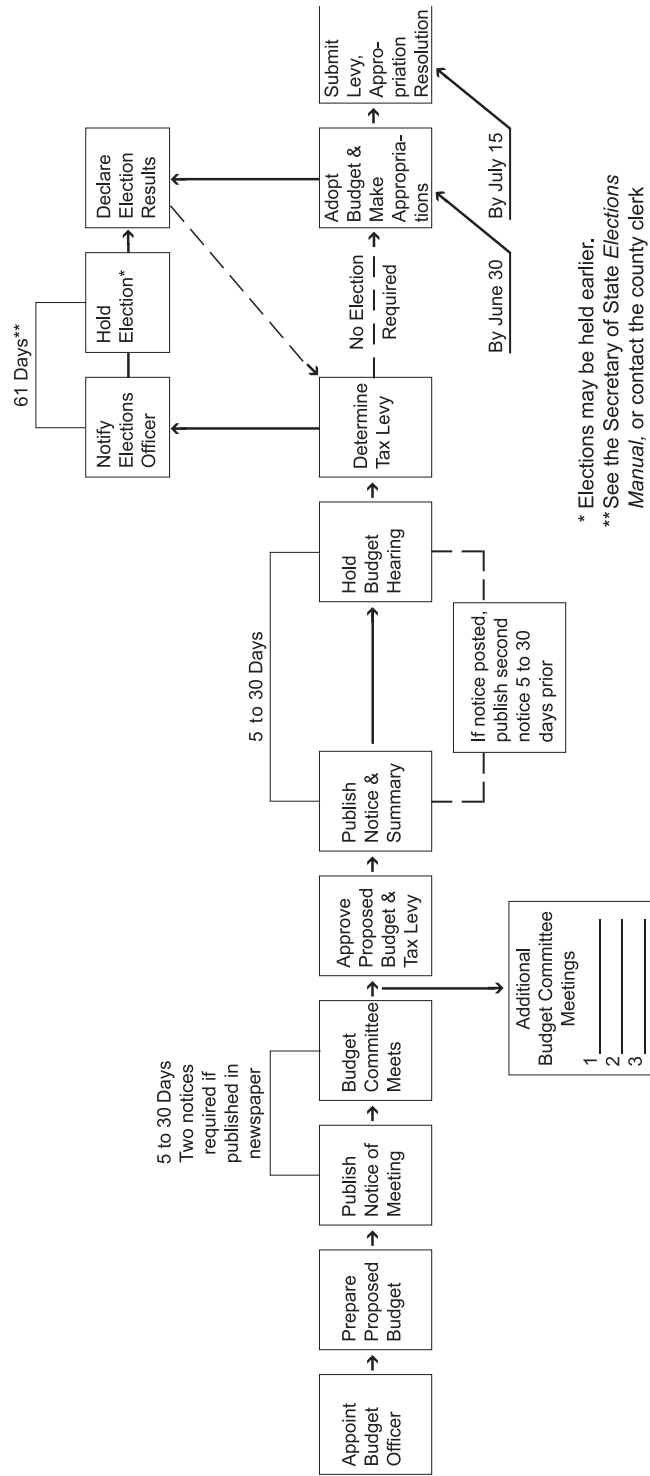 Appoint
Budget
Officer
Prepare
Proposed
Budget
Publish
Notice of
Meeting
5 to 30 Days
Two notices
required if
published in
newspaper
Budget
Committee
Meets
Additional
Budget Committee
Meetings
1
2
3
Approve
Proposed
Budget &
Tax Levy
Publish
Notice &
Summary
5 to 30 Days
If notice posted,
publish second
notice 5 to 30
days prior
Hold
Budget
Hearing
Determine
Tax Levy
Notify
Elections
Officer
61 Days**
Hold
Election*
Declare
Election
Results
No Election
Required
Adopt
Budget &
Make
Appropria-
tions
Submit
Levy,
Appro-
priation
Resolution
By June 30
By July 15
* Elections may be held earlier.
** See the Secretary of State Elections
Manual, or contact the county clerk